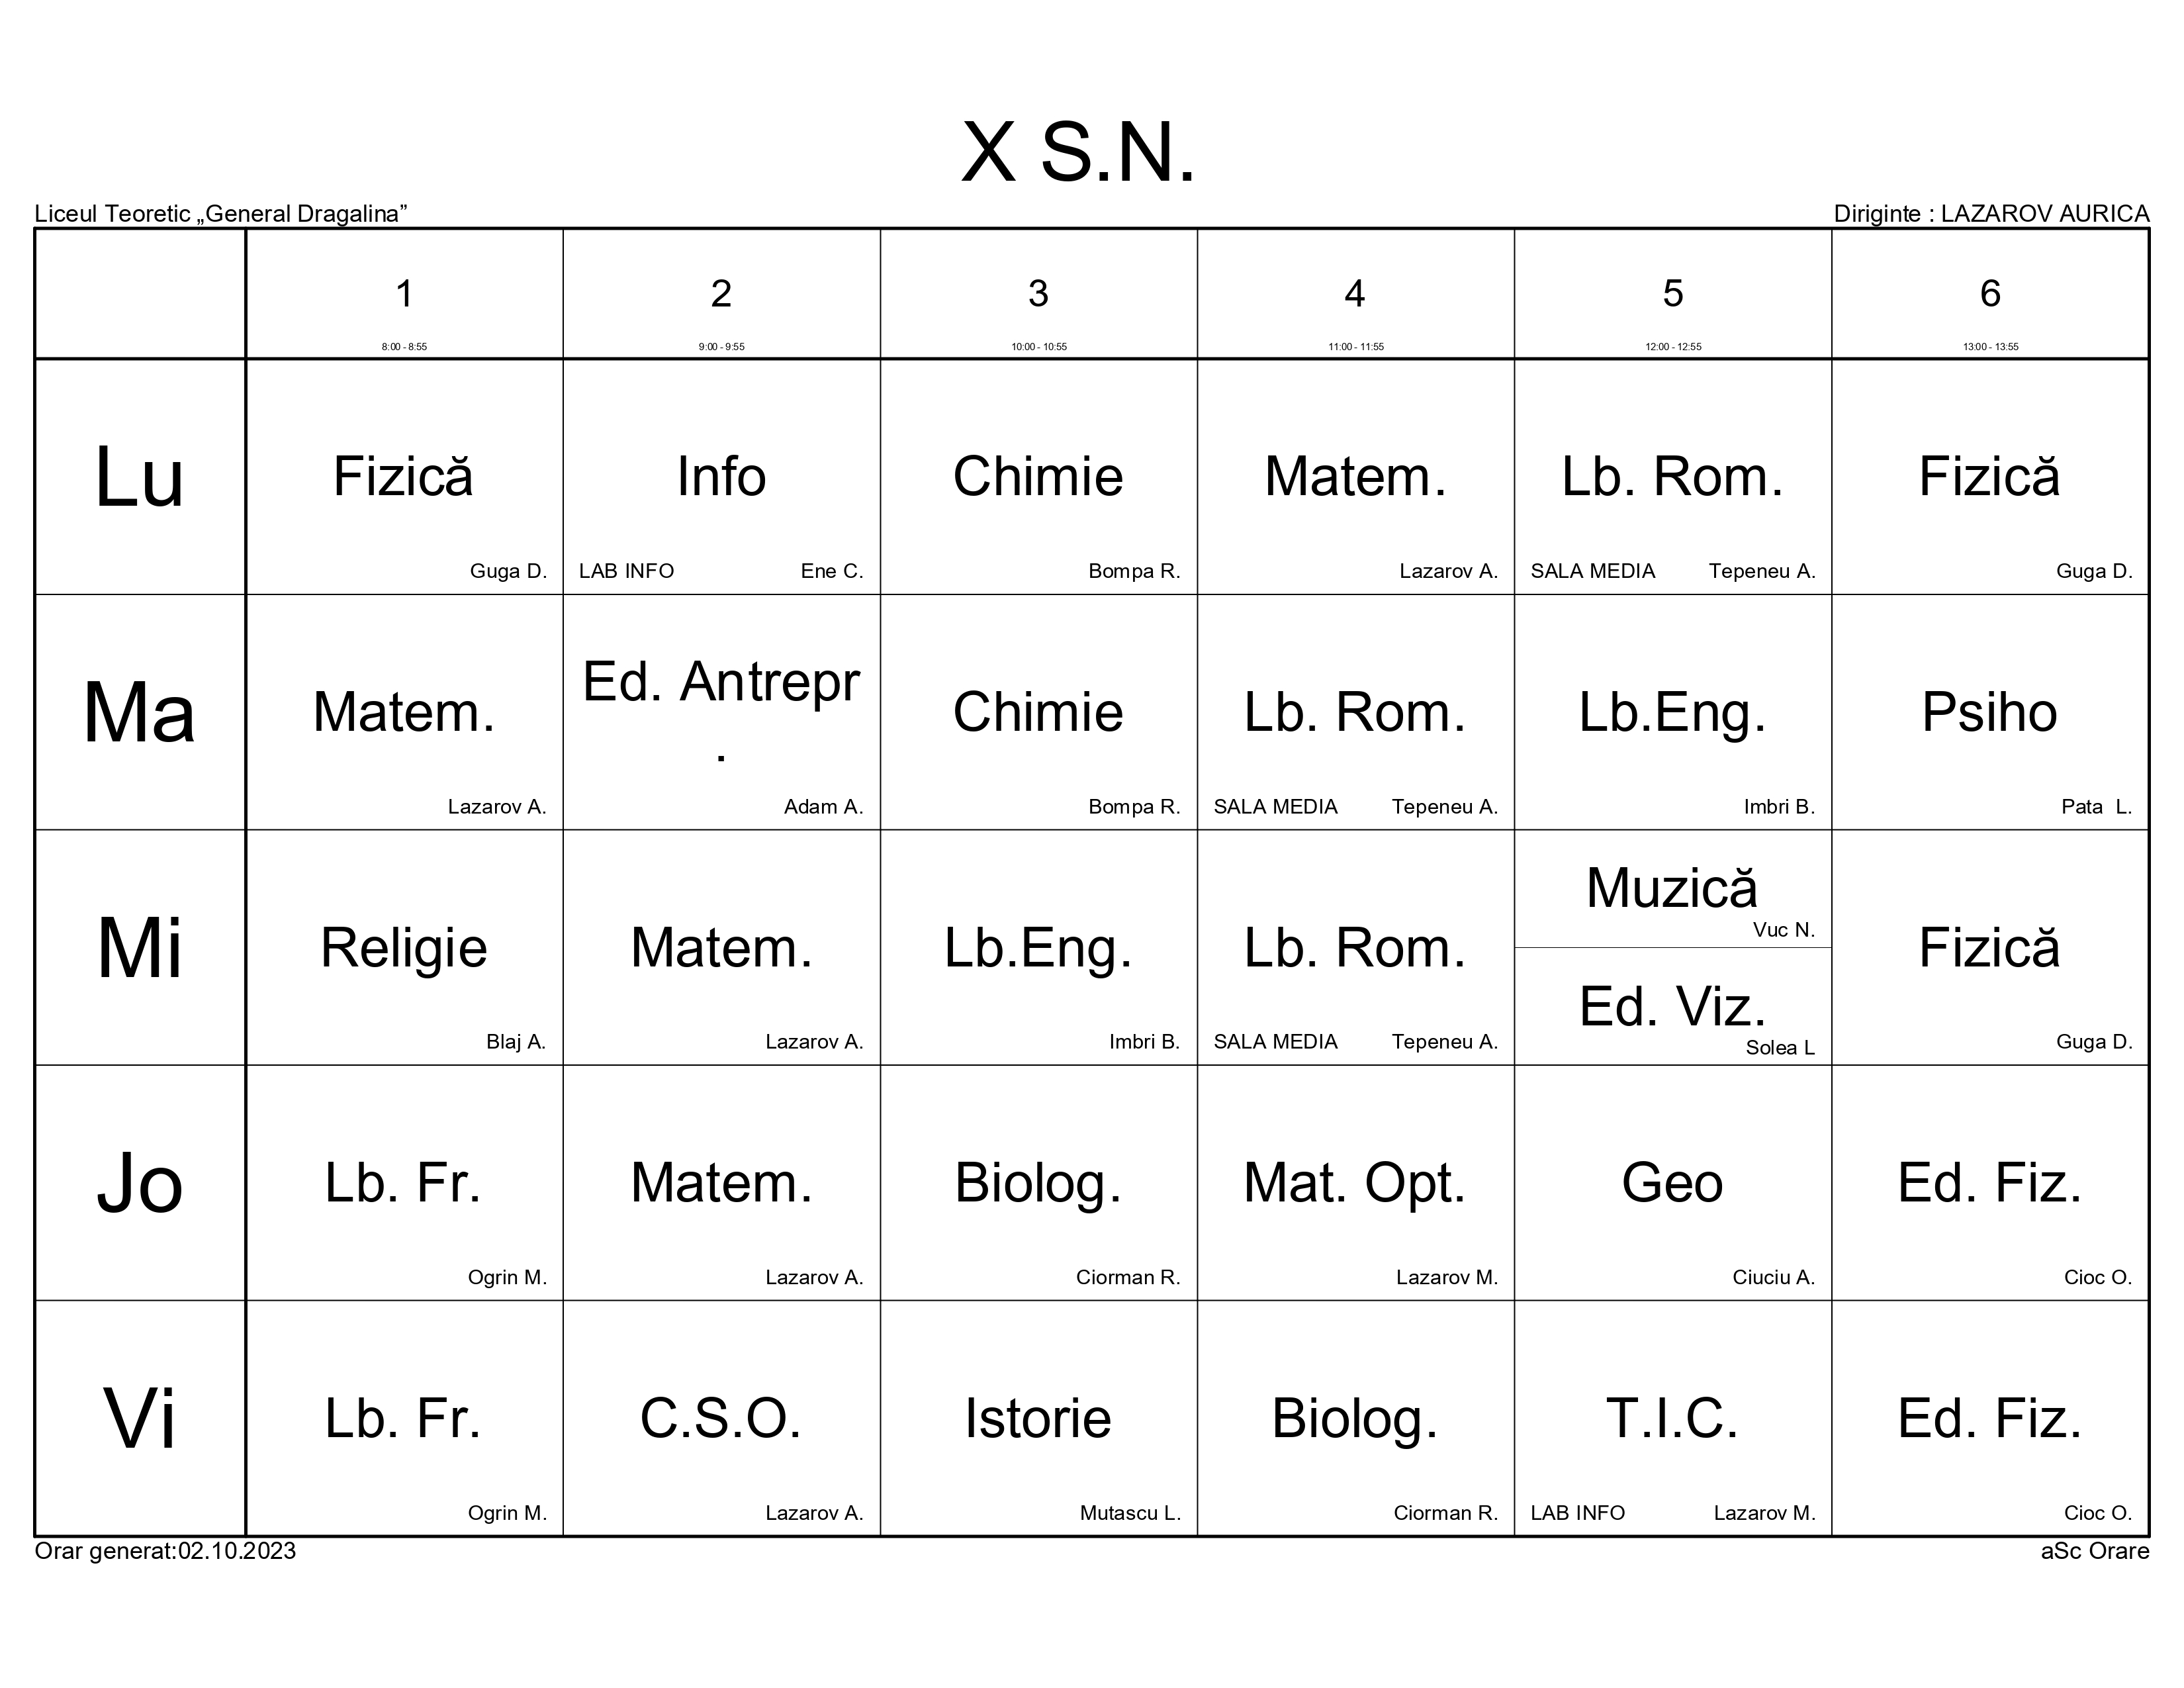 X S.N.
Liceul Teoretic „General Dragalina” Diriginte : LAZAROV AURICA
1 2 3 4 5 6
8:00 - 8:55 9:00 - 9:55 10:00 - 10:55 11:00 - 11:55 12:00 - 12:55 13:00 - 13:55
Lu Fizică Info Chimie Matem. Lb. Rom. Fizică
Guga D. LAB INFO Ene C. Bompa R. Lazarov A. SALA MEDIA Tepeneu A. Guga D.
Ma Matem. Ed. Antrepr
. Chimie Lb. Rom. Lb.Eng. Psiho
Lazarov A. Adam A. Bompa R. SALA MEDIA Tepeneu A. Imbri B. Pata  L.
Mi Religie Matem. Lb.Eng. Lb. Rom. Muzică
Vuc N.
Ed. Viz.
Solea L
Fizică
Blaj A. Lazarov A. Imbri B. SALA MEDIA Tepeneu A. Guga D.
Jo Lb. Fr. Matem. Biolog. Mat. Opt. Geo Ed. Fiz.
Ogrin M. Lazarov A. Ciorman R. Lazarov M. Ciuciu A. Cioc O.
Vi Lb. Fr. C.S.O. Istorie Biolog. T.I.C. Ed. Fiz.
Ogrin M. Lazarov A. Mutascu L. Ciorman R. LAB INFO Lazarov M. Cioc O.
Orar generat:02.10.2023 aSc Orare